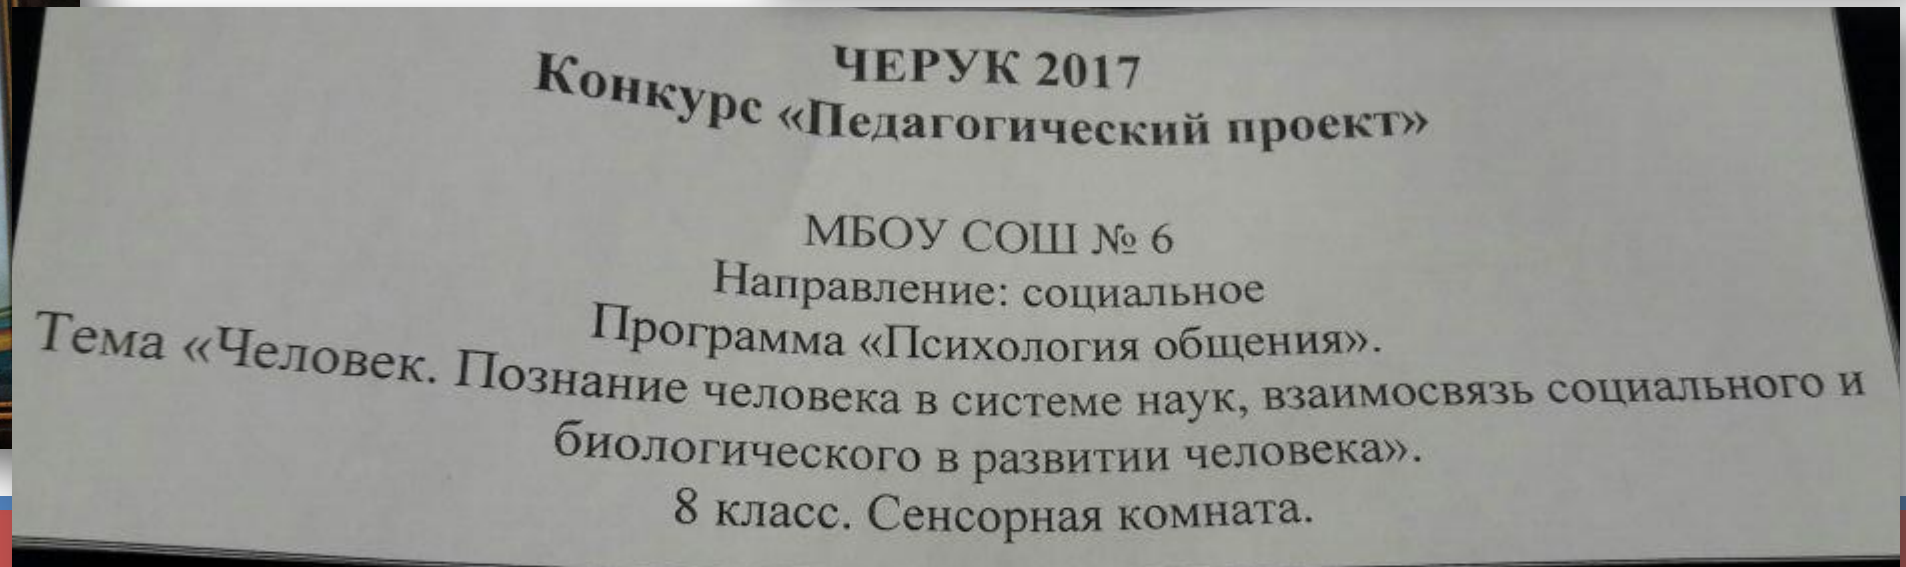 ЧЕРУК 2017
Конкурс «Педагогический проект»
МБОУ СОШ № 6
Направление: социальное
Программа «Психология общения».
Тема «Человек. Познание человека в системе наук, взаимосвязь социального и
биологического в развитии человека».
8 класс. Сенсорная комната.